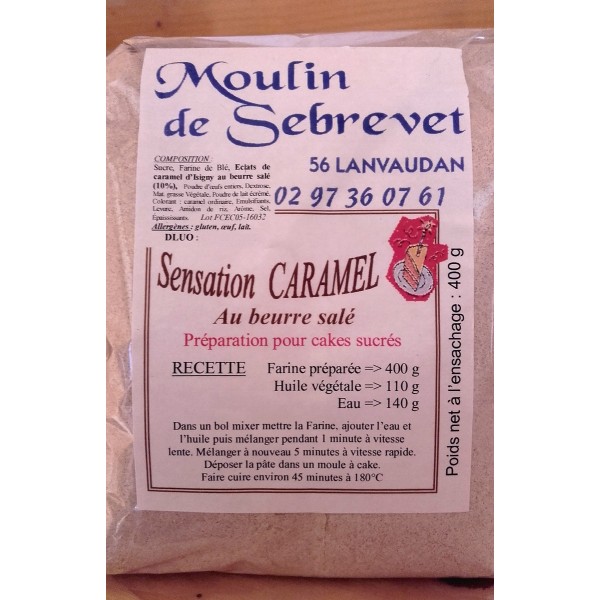 Moulin
de Sebrevet
56 LANVAUDAN
02 97 36 07 61
COMPOSITION :
Sucre, Farine de Blé, Eclats de
caramel d'Isigny au beurre salé
(10%), Poudre d'œufs entiers, Dextrose,
Mat. grasse Végétale, Poudre de lait écrémé.
Colorant : caramel ordinaire, Emulsifiants,
Levure, Amidon de riz, Arôme, Sel,
Epaississants. Lot FCEC05-16032
Allergènes : gluten, œuf, lait.
DLUO :
Sensation CARAMEL
Au beurre salé
Préparation pour cakes sucrés
RECETTE Farine préparée => 400 g
Huile végétale => 110 g
Eau => 140 g
Dans un bol mixer mettre la Farine, ajouter l'eau et
l'huile puis mélanger pendant 1 minute à vitesse
lente. Mélanger à nouveau 5 minutes à vitesse rapide.
Déposer la pâte dans un moule à cake.
Faire cuire environ 45 minutes à 180°C
Poids net à l'ensachage : 400 g